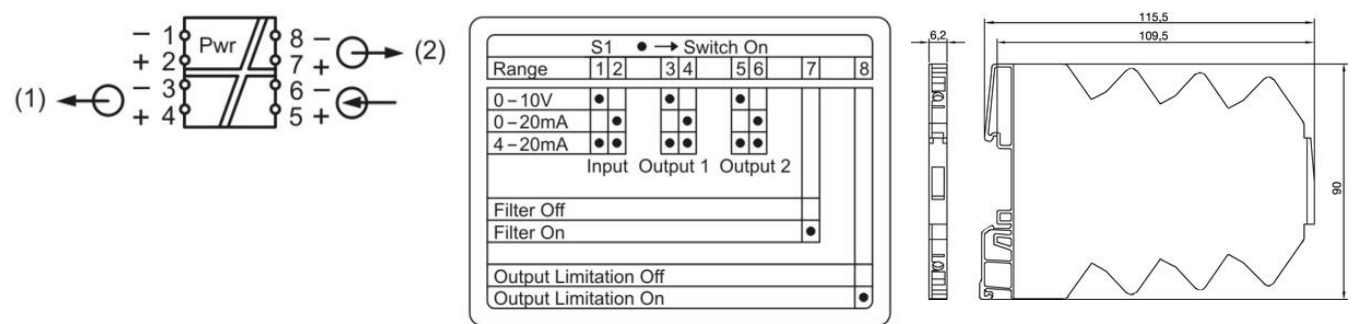 − 1 Pwr 8 −
+ 2 7 + (2)
(1) − 3 6 −
+ 4 5 +
S1 ● → Switch On
Range 1 2 3 4 5 6 7 8
0–10V
0–20mA
4–20mA
Input Output 1 Output 2
Filter Off
Filter On
Output Limitation Off
Output Limitation On
115,5
6,2 109,5
90